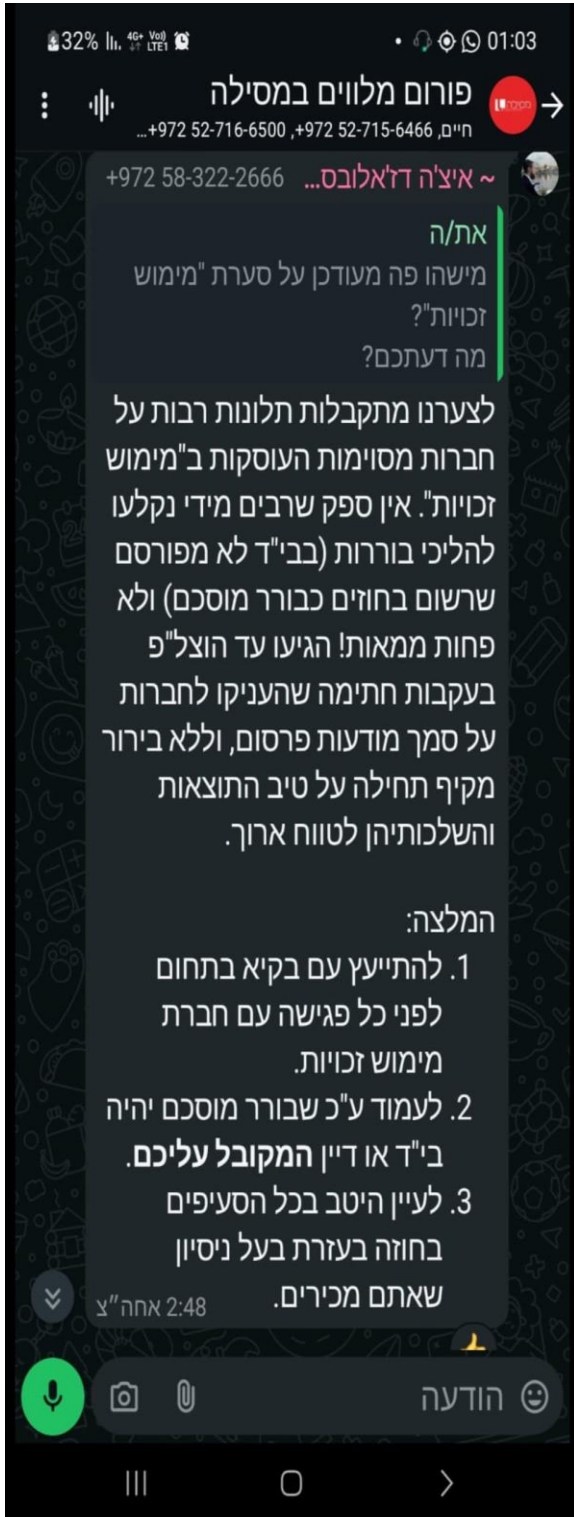 32% 4G+ Vo)) LTE1 01:03
פורום מלווים במסילה
חיים, ‎+972 52-715-6466, ‎+972 52-716-6500, ‎+972...
~ איצ'ה דז'אלובס... ‎+972 58-322-2666
את/ה
מישהו פה מעודכן על סערת "מימוש
זכויות"?
מה דעתכם?
לצערנו מתקבלות תלונות רבות על
חברות מסוימות העוסקות ב"מימוש
זכויות". אין ספק שרבים מידי נקלעו
להליכי בוררות (בבי"ד לא מפורסם
שרשום בחוזים כבורר מוסכם) ולא
פחות ממאות! הגיעו עד הוצל"פ
בעקבות חתימה שהעניקו לחברות
על סמך מודעות פרסום, וללא בירור
מקיף תחילה על טיב התוצאות
והשלכותיהן לטווח ארוך.
המלצה:
1. להתייעץ עם בקיא בתחום
לפני כל פגישה עם חברת
מימוש זכויות.
2. לעמוד ע"כ שבורר מוסכם יהיה
בי"ד או דיין המקובל עליכם.
3. לעיין היטב בכל הסעיפים
בחוזה בעזרת בעל ניסיון
שאתם מכירים.
2:48 אחה״צ
הודעה